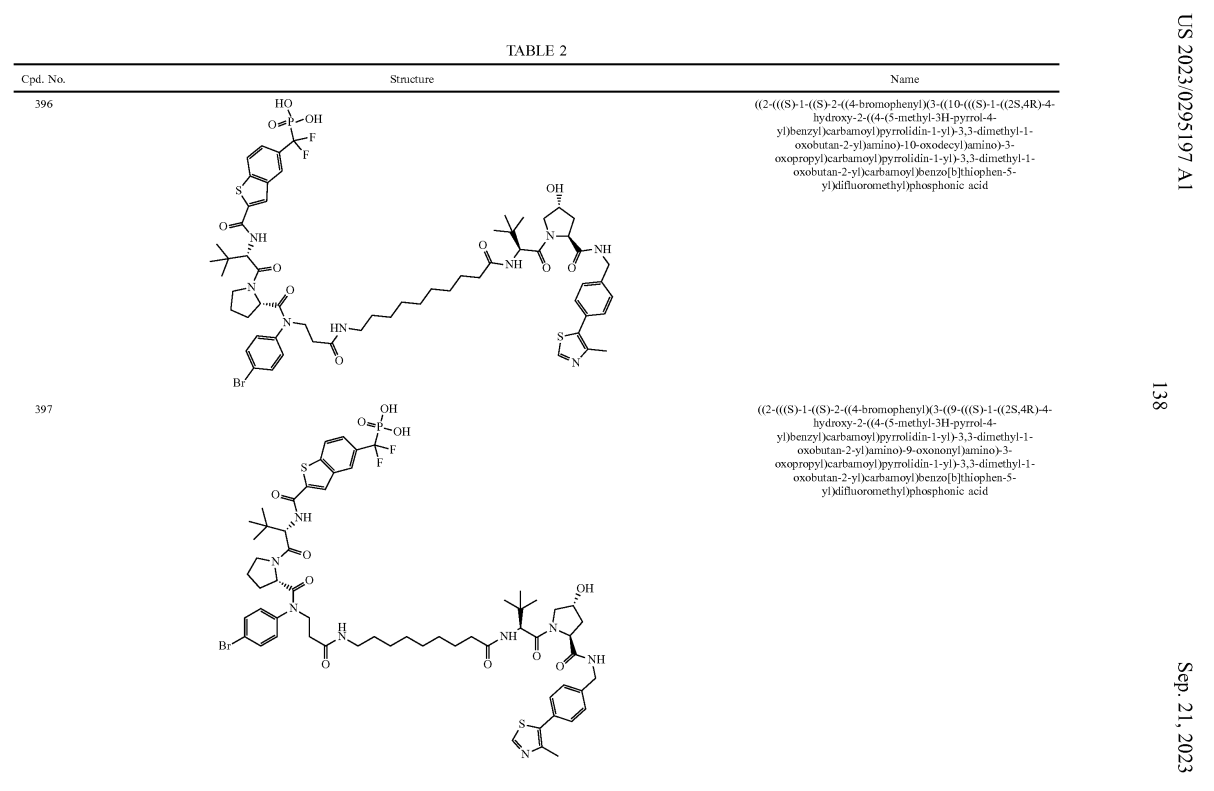 US 2023/0295197 A1
138
Sep. 21, 2023
TABLE 2
Cpd. No.
Structure
Name
396
HO
O
P
OH
F
F
S
O
NH
O
N
O
N
Br
O
HN
O
NH
O
N
OH
O
NH
S
N
((2-(((S)-1-((S)-2-((4-bromophenyl)(3-((10-(((S)-1-((2S,4R)-4-
hydroxy-2-((4-(5-methyl-3H-pyrrol-4-
yl)benzyl)carbamoyl)pyrrolidin-1-yl)-3,3-dimethyl-1-
oxobutan-2-yl)amino)-10-oxodecyl)amino)-3-
oxopropyl)carbamoyl)pyrrolidin-1-yl)-3,3-dimethyl-1-
oxobutan-2-yl)carbamoyl)benzo[b]thiophen-5-
yl)difluoromethyl)phosphonic acid
397
OH
O
P
OH
F
F
S
O
NH
O
N
O
N
Br
O
H
N
O
NH
O
N
OH
O
NH
S
N
((2-(((S)-1-((S)-2-((4-bromophenyl)(3-((9-(((S)-1-((2S,4R)-4-
hydroxy-2-((4-(5-methyl-3H-pyrrol-4-
yl)benzyl)carbamoyl)pyrrolidin-1-yl)-3,3-dimethyl-1-
oxobutan-2-yl)amino)-9-oxononyl)amino)-3-
oxopropyl)carbamoyl)pyrrolidin-1-yl)-3,3-dimethyl-1-
oxobutan-2-yl)carbamoyl)benzo[b]thiophen-5-
yl)difluoromethyl)phosphonic acid